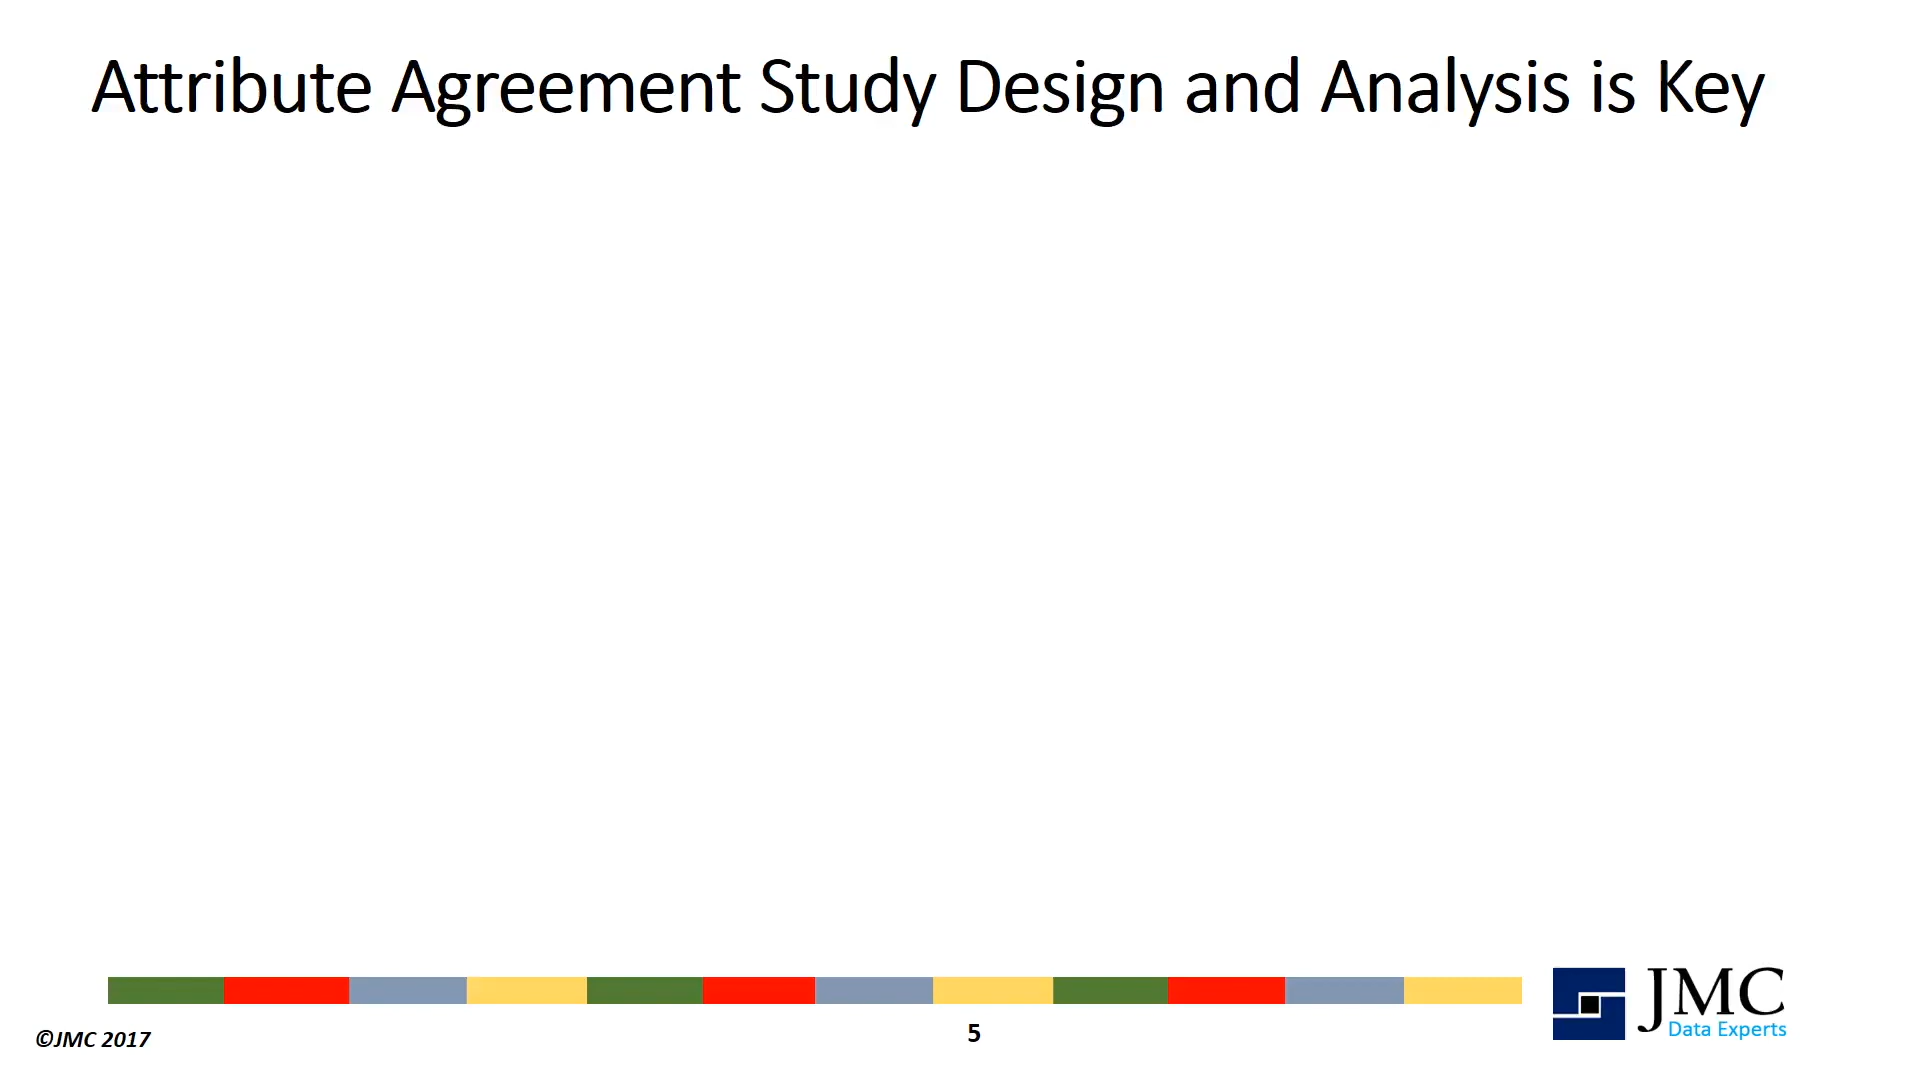 Attribute Agreement Study Design and Analysis is Key
©JMC 2017
5
JMC
Data Experts